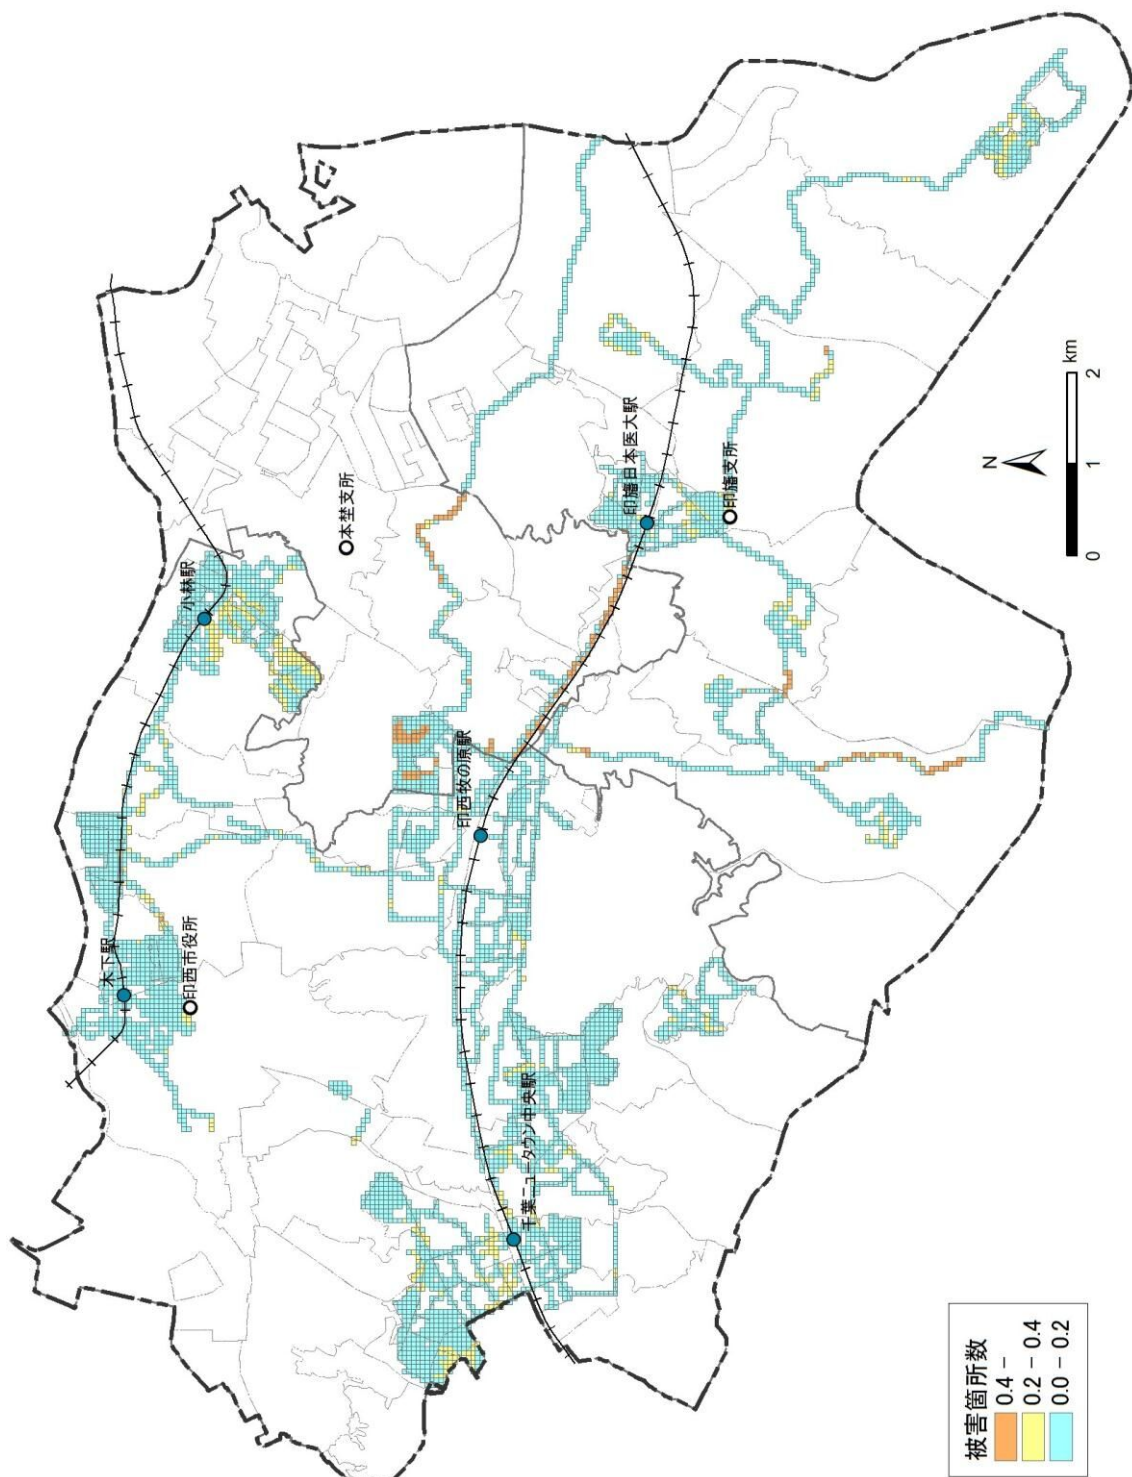 木下駅
印西市役所
小林駅
本埜支所
千葉ニュータウン中央駅
印西牧の原駅
印旛日本医大駅
印旛支所
N
0 1 2 km
被害箇所数
0.4 -
0.2 - 0.4
0.0 - 0.2